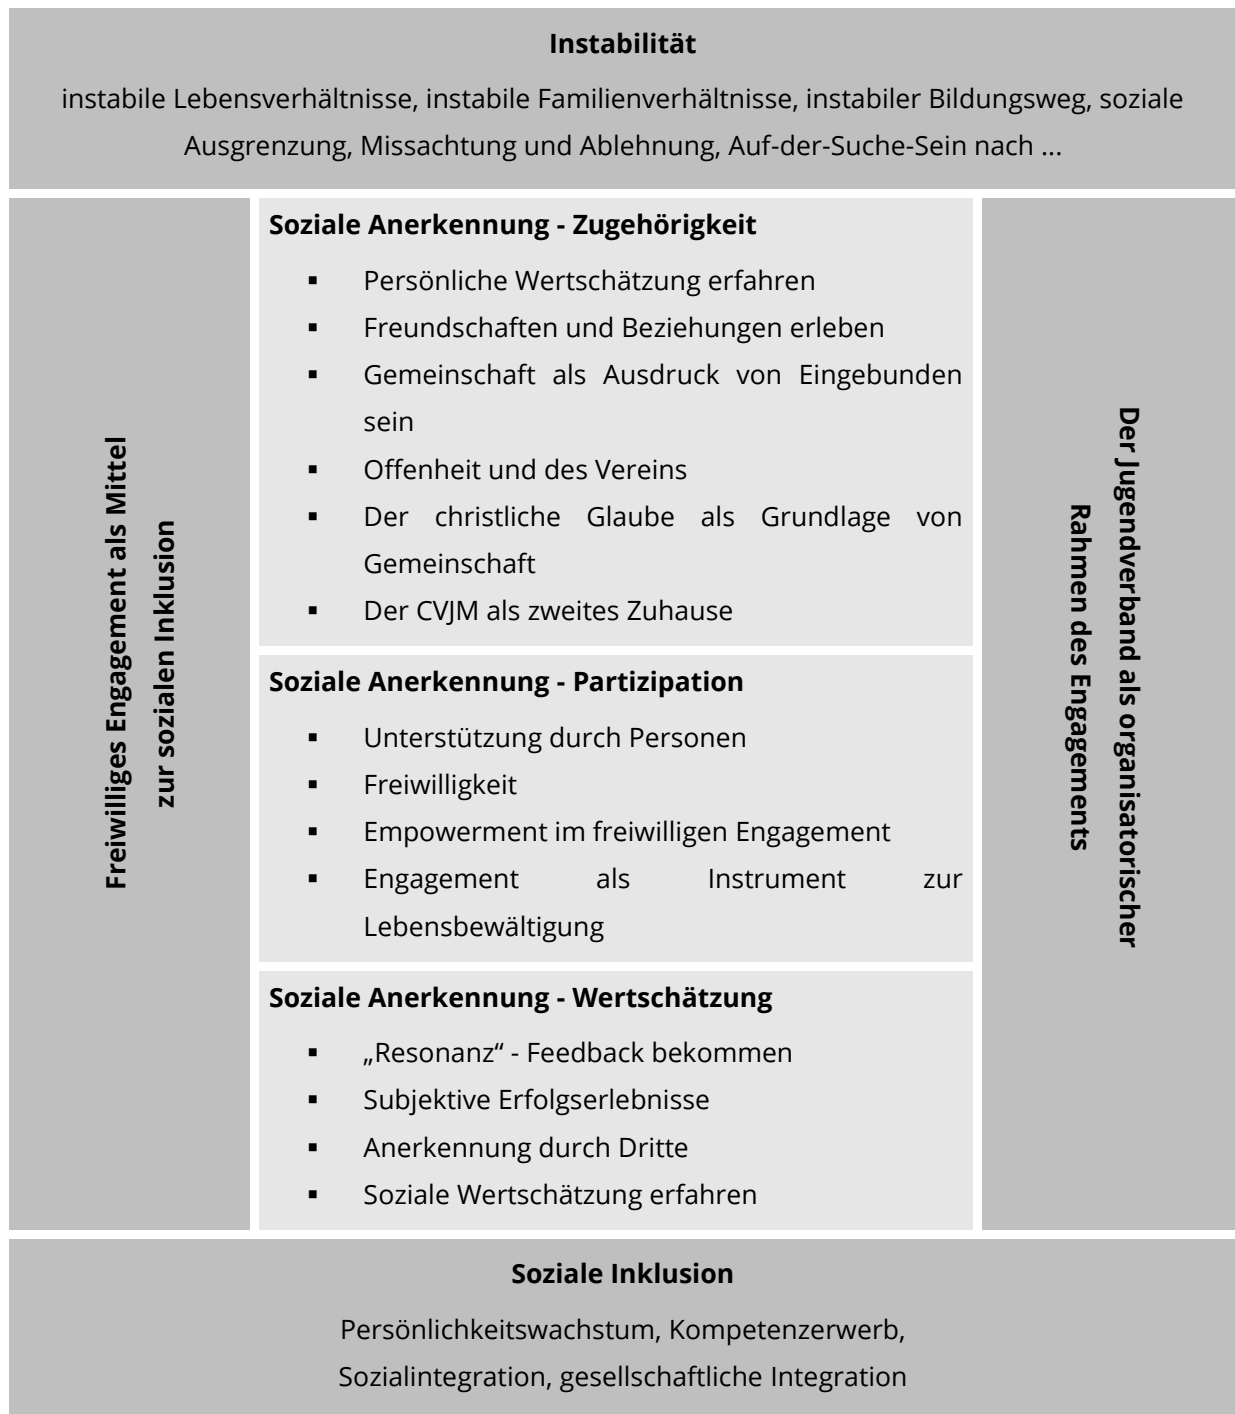 Instabilität
instabile Lebensverhältnisse, instabile Familienverhältnisse, instabiler Bildungsweg, soziale
Ausgrenzung, Missachtung und Ablehnung, Auf-der-Suche-Sein nach ...
Freiwilliges Engagement als Mittel
zur sozialen Inklusion
Soziale Anerkennung - Zugehörigkeit
▪ Persönliche Wertschätzung erfahren
▪ Freundschaften und Beziehungen erleben
▪ Gemeinschaft als Ausdruck von Eingebunden
sein
▪ Offenheit und des Vereins
▪ Der christliche Glaube als Grundlage von
Gemeinschaft
▪ Der CVJM als zweites Zuhause
Soziale Anerkennung - Partizipation
▪ Unterstützung durch Personen
▪ Freiwilligkeit
▪ Empowerment im freiwilligen Engagement
▪ Engagement als Instrument zur
Lebensbewältigung
Soziale Anerkennung - Wertschätzung
▪ „Resonanz“ - Feedback bekommen
▪ Subjektive Erfolgserlebnisse
▪ Anerkennung durch Dritte
▪ Soziale Wertschätzung erfahren
Der Jugendverband als organisatorischer
Rahmen des Engagements
Soziale Inklusion
Persönlichkeitswachstum, Kompetenzerwerb,
Sozialintegration, gesellschaftliche Integration